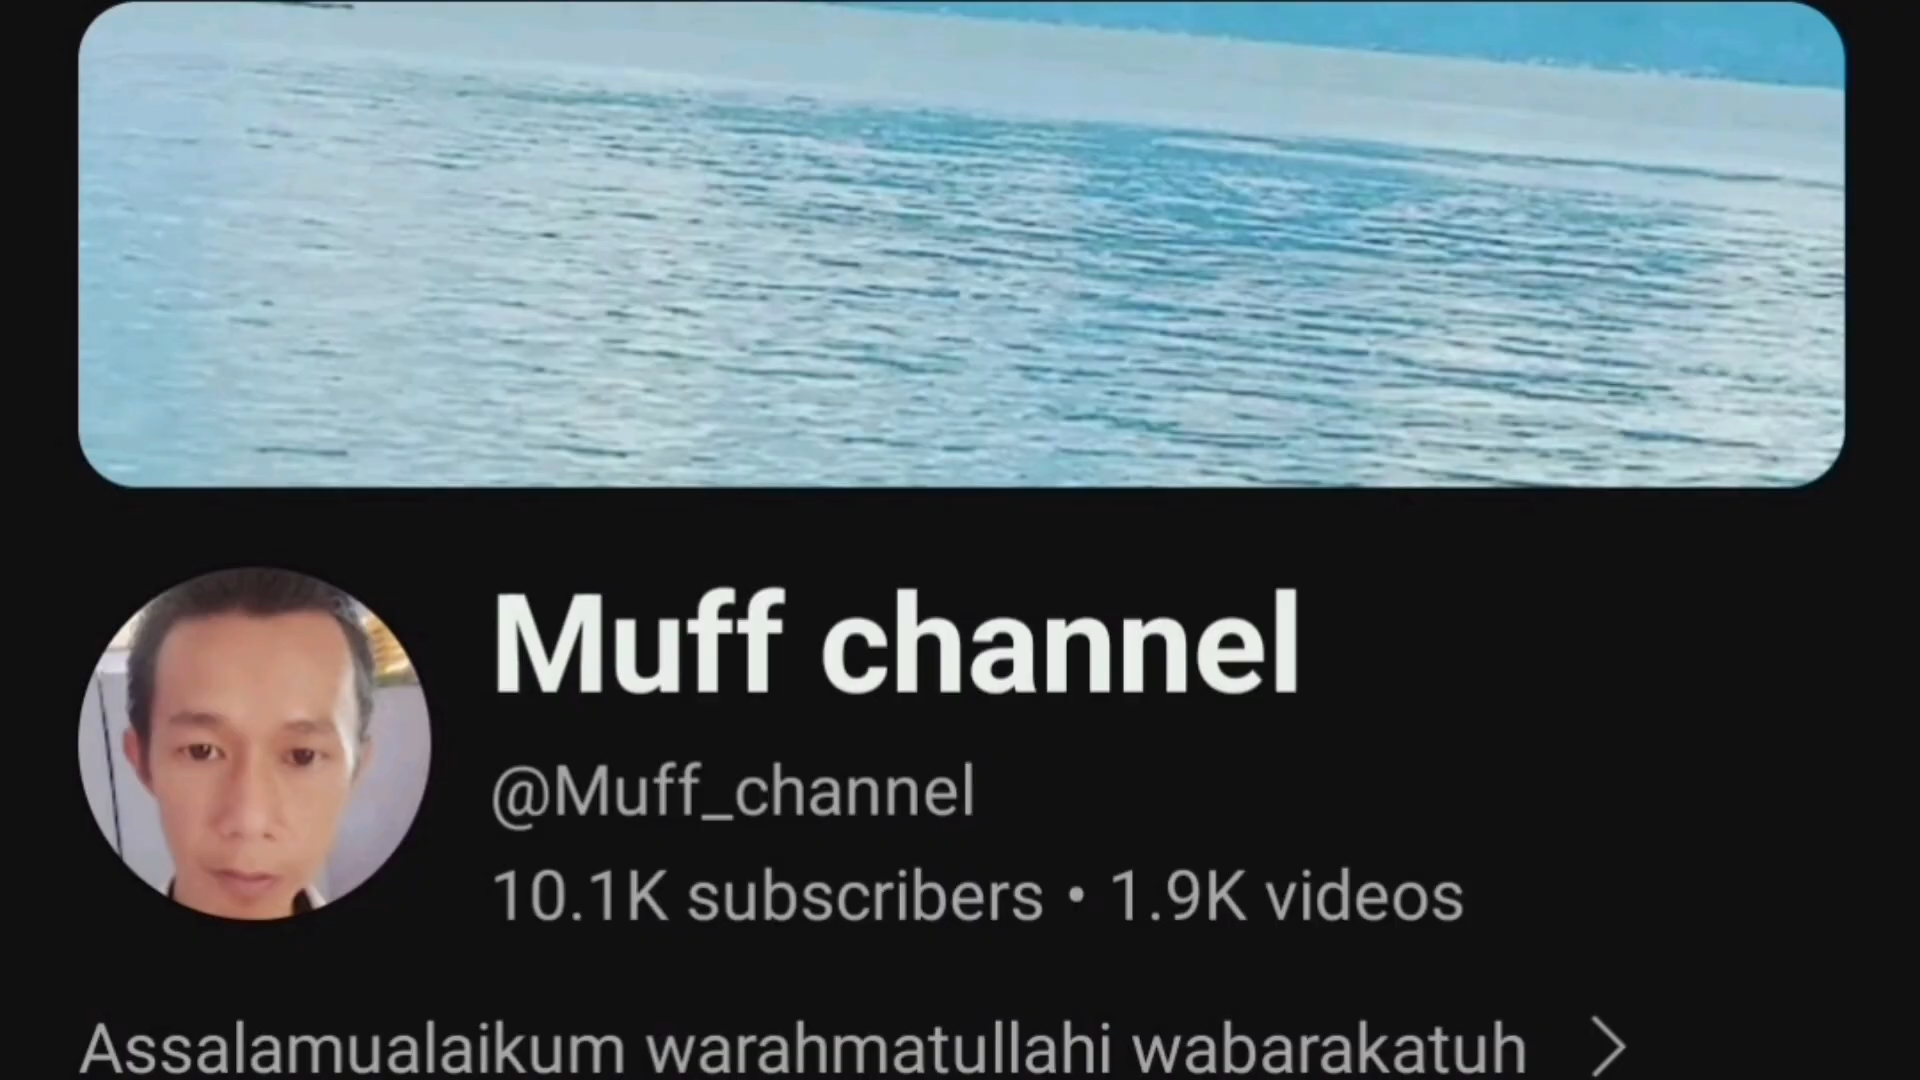 Muff channel
@Muff_channel
10.1K subscribers • 1.9K videos
Assalamualaikum warahmatullahi wabarakatuh